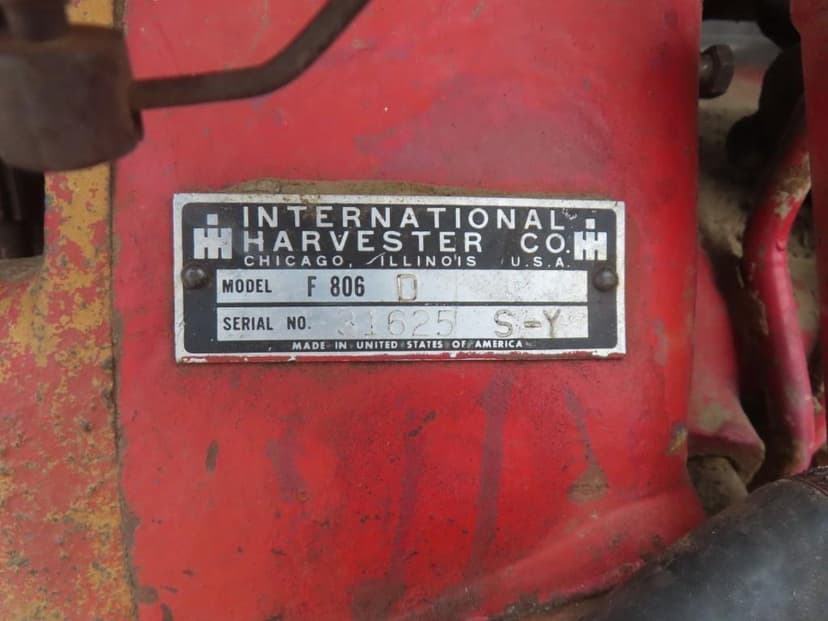 INTERNATIONAL
HARVESTER CO.
CHICAGO, ILLINOIS U.S.A.
MODEL F 806 D
SERIAL NO. 31625 S-Y
MADE IN UNITED STATES OF AMERICA